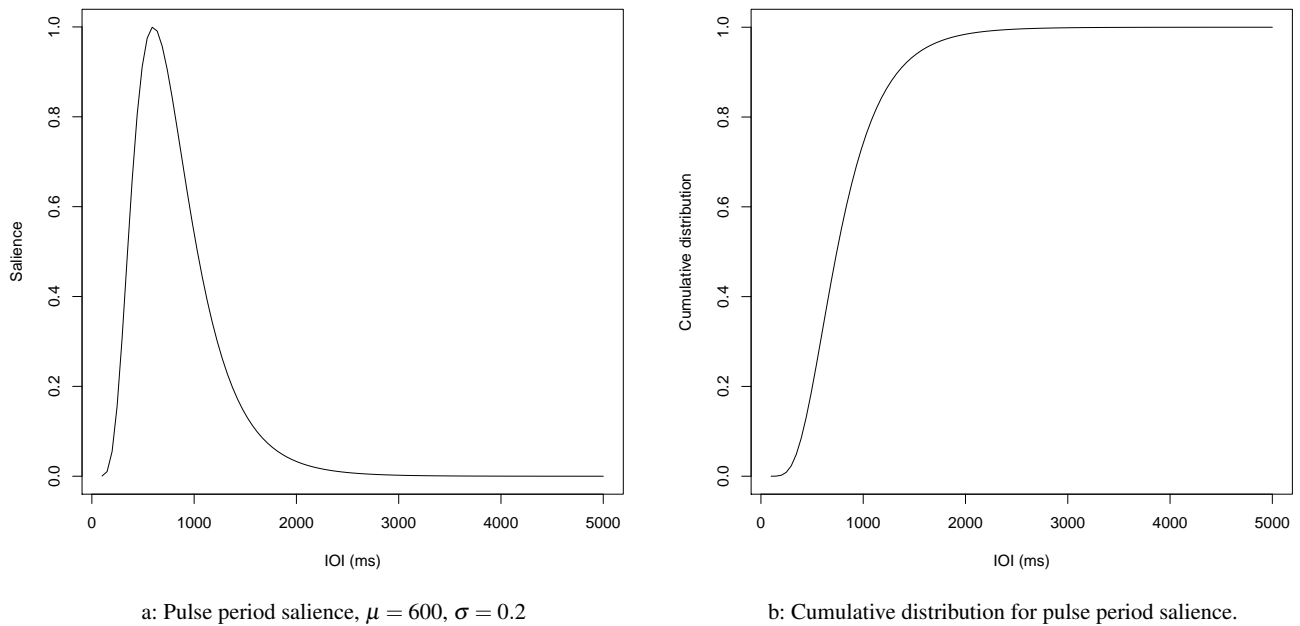 Salience
0.0 0.2 0.4 0.6 0.8 1.0
0 1000 2000 3000 4000 5000
IOI (ms)
a: Pulse period salience, μ = 600, σ = 0.2
Cumulative distribution
0.0 0.2 0.4 0.6 0.8 1.0
0 1000 2000 3000 4000 5000
IOI (ms)
b: Cumulative distribution for pulse period salience.